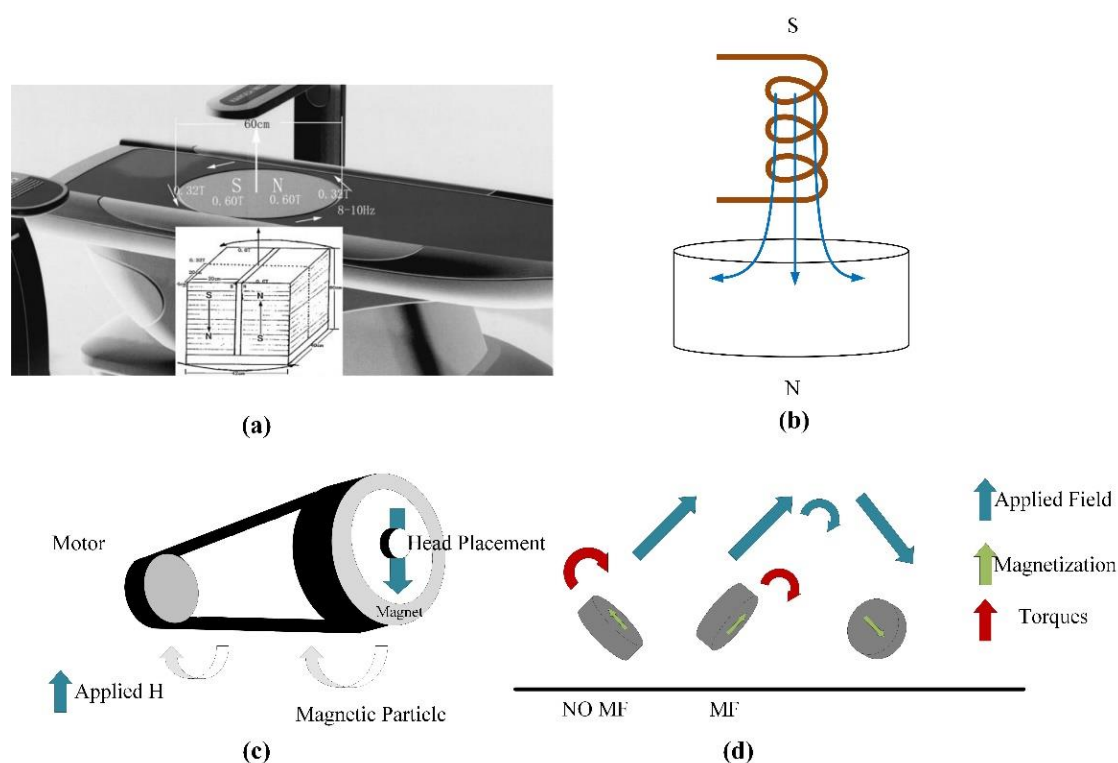 60cm
S N
0.32T 0.60T 0.60T 0.32T
8-10Hz
S N
N S
(a)
S
N
(b)
Motor
Head Placement
Magnet
Applied H
Magnetic Particle
(c)
Applied Field
Magnetization
Torques
NO MF
MF
(d)